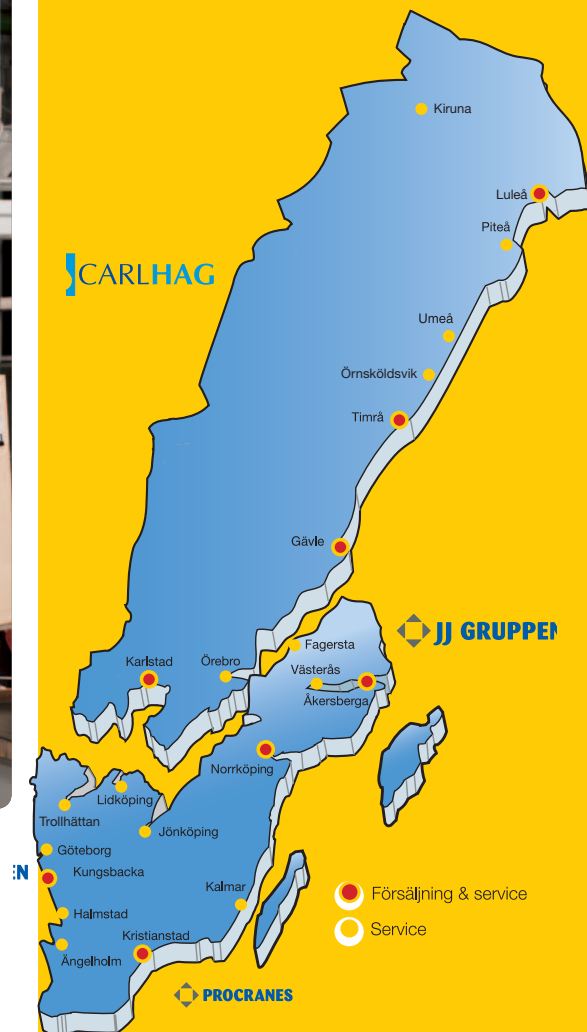 Kiruna
Luleå
Piteå
CARLHAG
Umeå
Örnsköldsvik
Timrå
Gävle
JJ GRUPPEN
Fagersta
Karlstad
Örebro
Västerås
Åkersberga
Norrköping
Lidköping
Trollhättan
Jönköping
Göteborg
EN
Kungsbacka
Kalmar
Försäljning & service
Halmstad
Service
Kristianstad
Ängelholm
PROCRANES